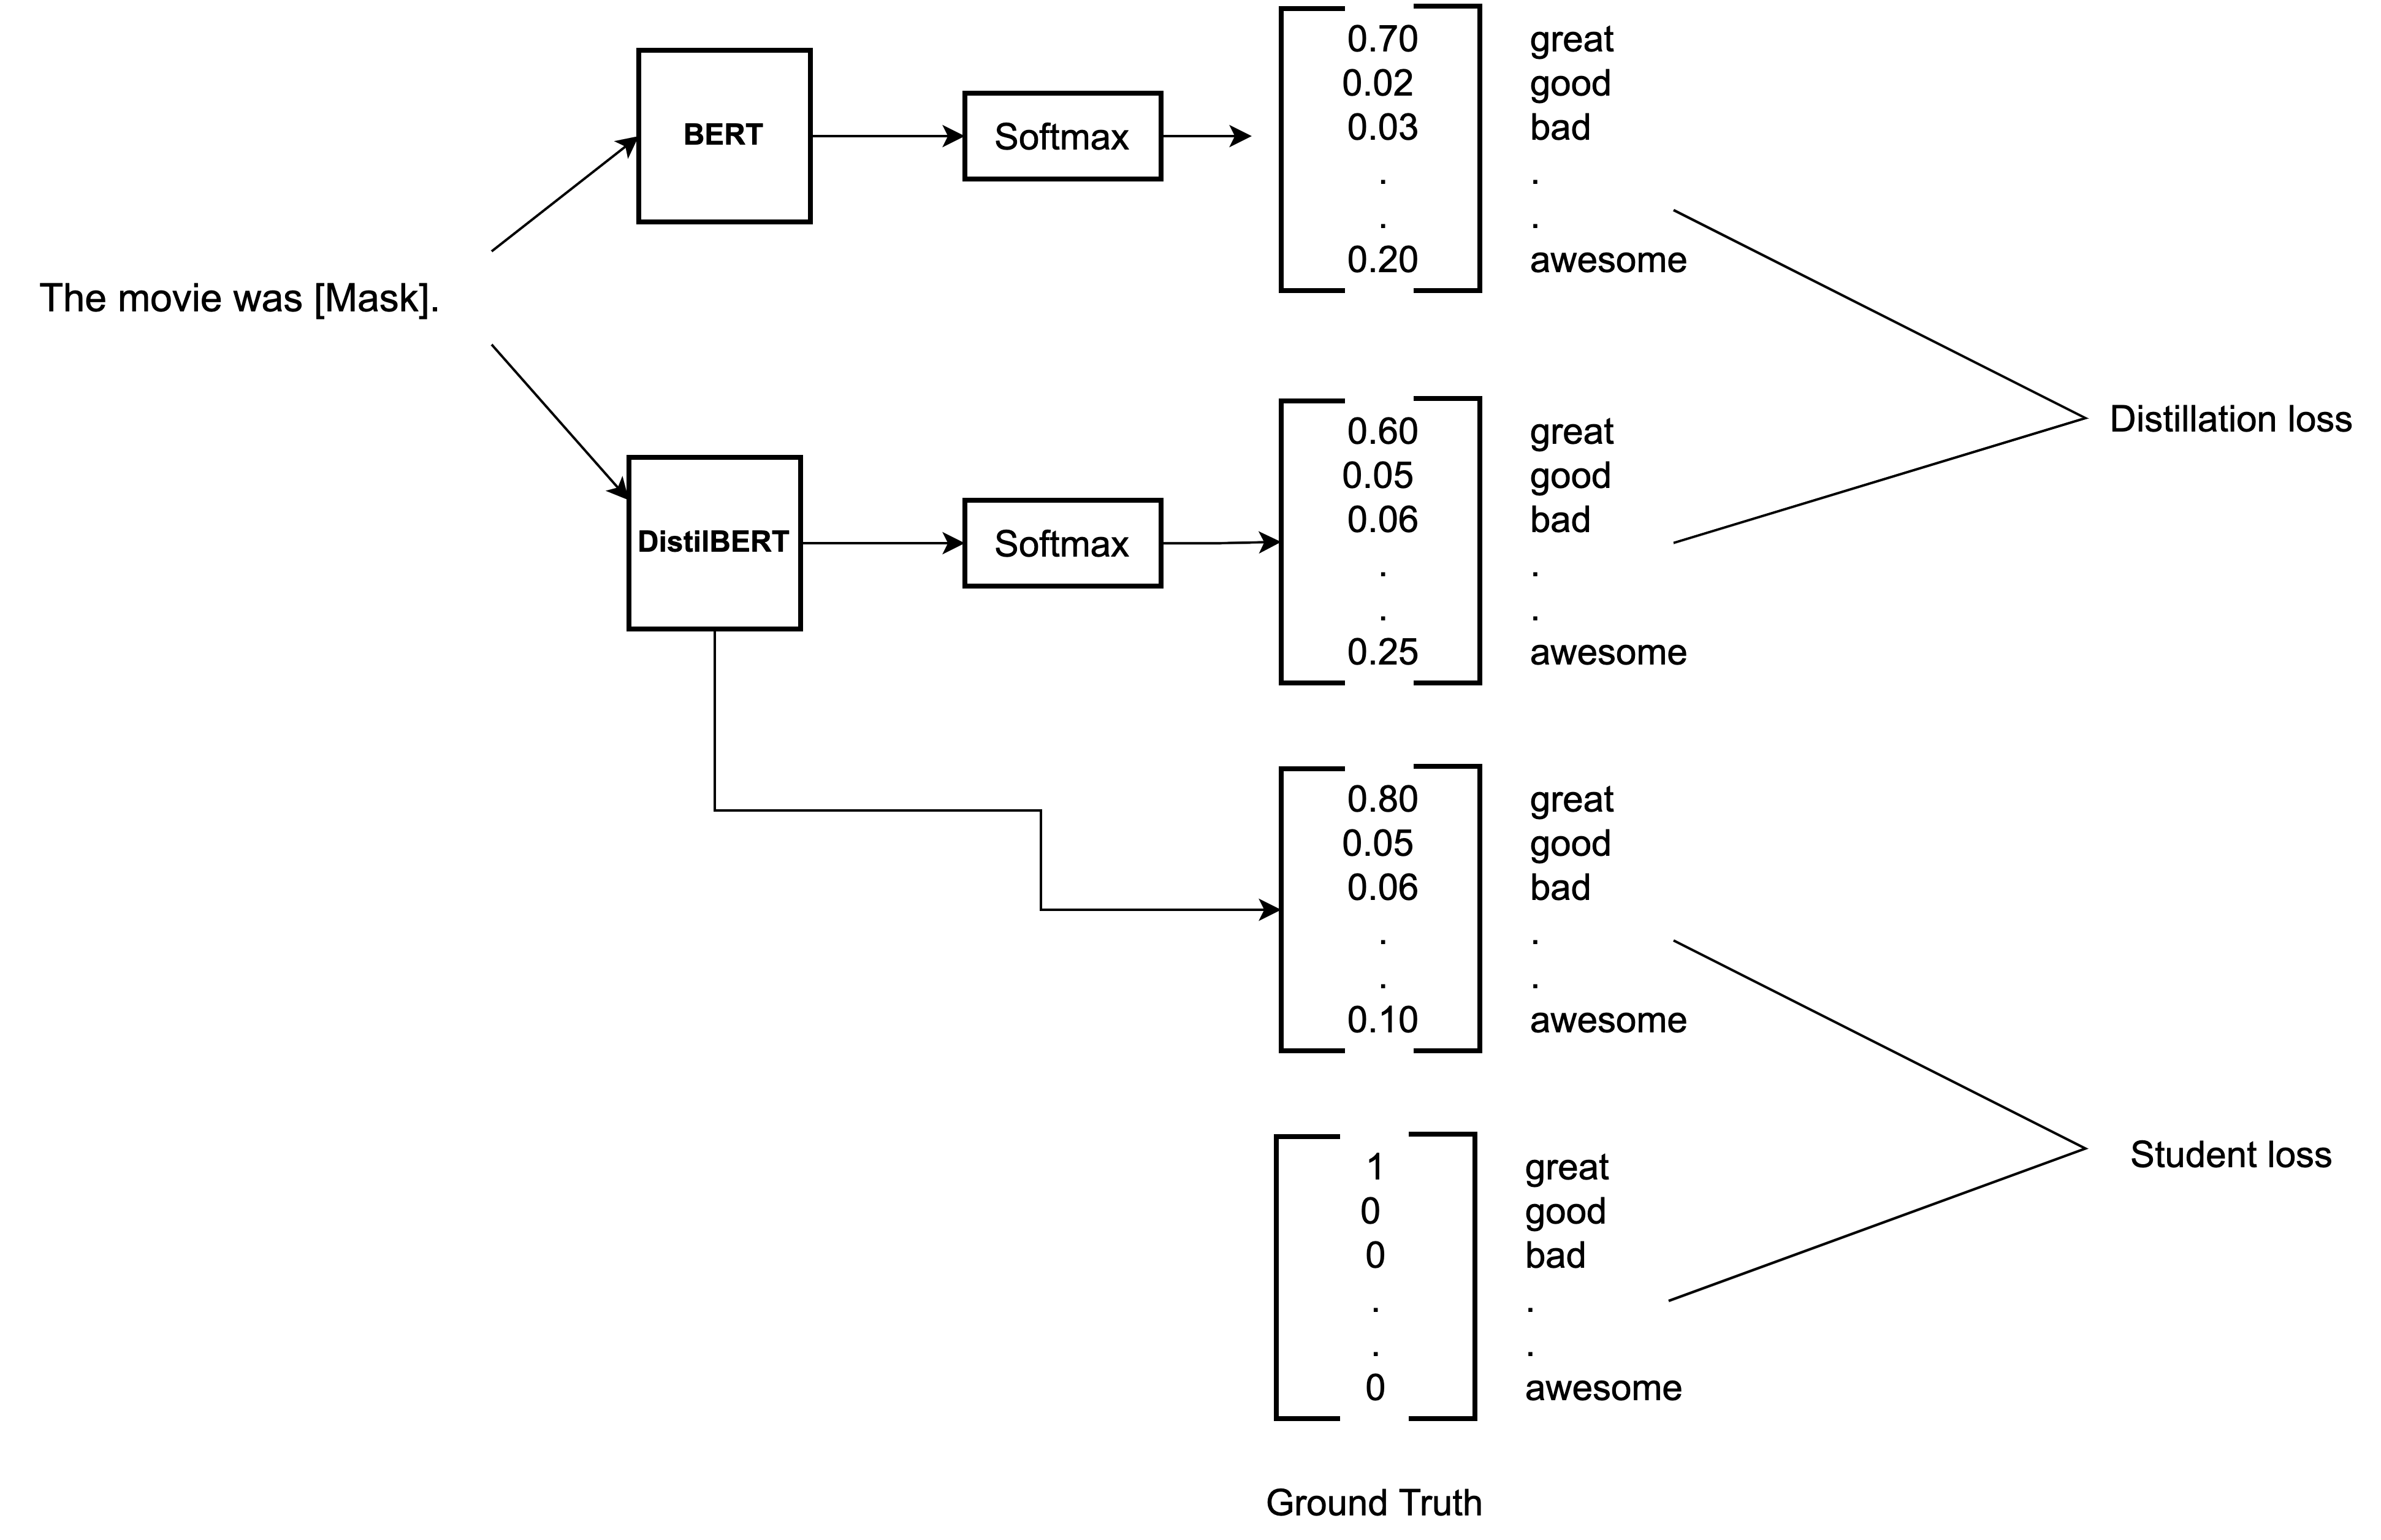 The movie was [Mask].
BERT
Softmax
0.70 great
0.02 good
0.03 bad
. .
. .
0.20 awesome
DistilBERT
Softmax
0.60 great
0.05 good
0.06 bad
. .
. .
0.25 awesome
Distillation loss
0.80 great
0.05 good
0.06 bad
. .
. .
0.10 awesome
1 great
0 good
0 bad
. .
. .
0 awesome
Student loss
Ground Truth